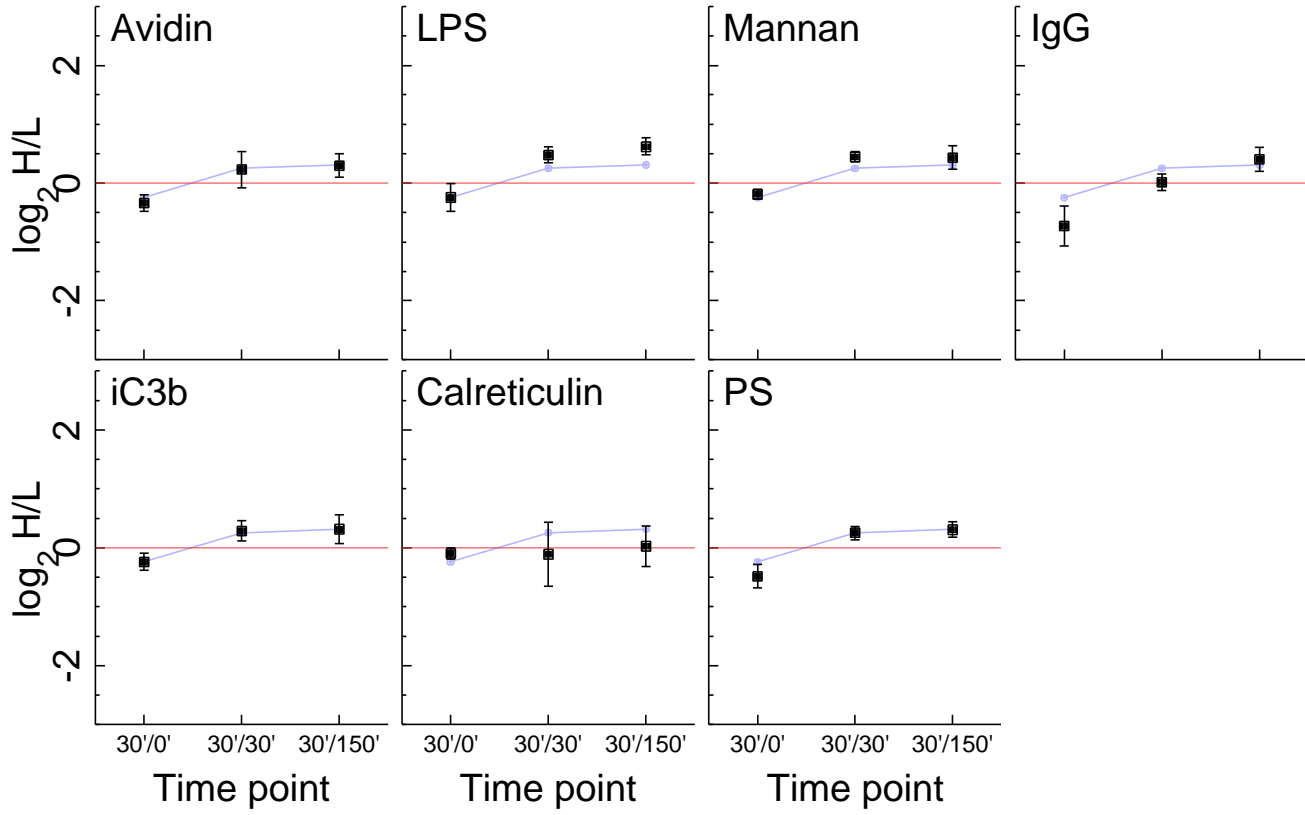 Avidin
LPS
Mannan
IgG
2
0
-2
log2 H/L
iC3b
Calreticulin
PS
2
0
-2
log2 H/L
30'/0' 30'/30' 30'/150'
30'/0' 30'/30' 30'/150'
30'/0' 30'/30' 30'/150'
Time point
Time point
Time point